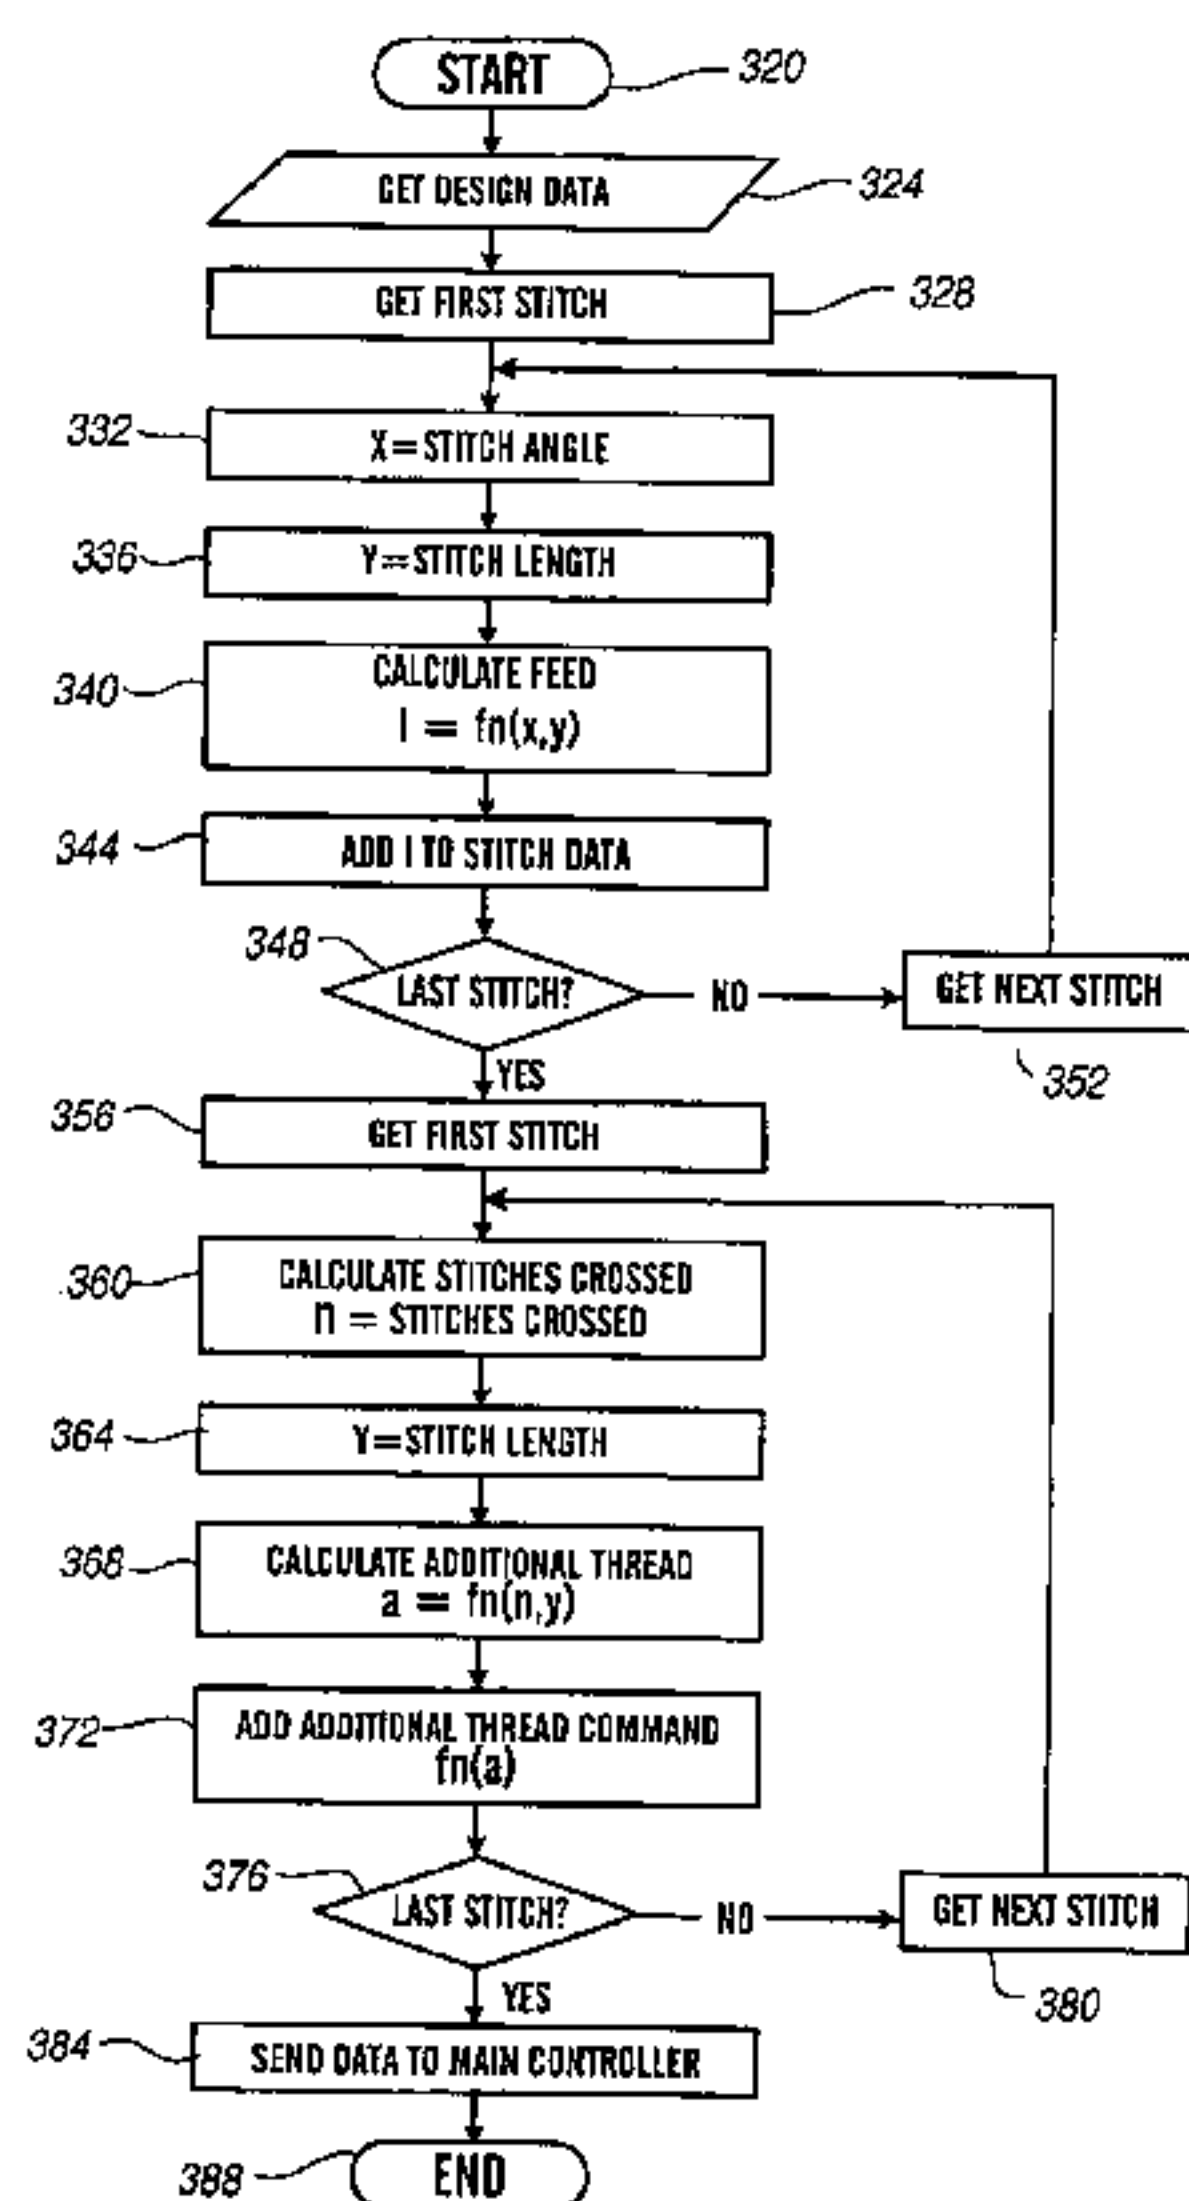 START
320
GET DESIGN DATA
324
GET FIRST STITCH
328
332
X = STITCH ANGLE
336
Y = STITCH LENGTH
340
CALCULATE FEED
l = fn(x,y)
344
ADD l TO STITCH DATA
348
LAST STITCH?
NO
GET NEXT STITCH
352
YES
356
GET FIRST STITCH
360
CALCULATE STITCHES CROSSED
n = STITCHES CROSSED
364
Y = STITCH LENGTH
368
CALCULATE ADDITIONAL THREAD
a = fn(n,y)
372
ADD ADDITIONAL THREAD COMMAND
fn(a)
376
LAST STITCH?
NO
GET NEXT STITCH
380
YES
384
SEND DATA TO MAIN CONTROLLER
388
END